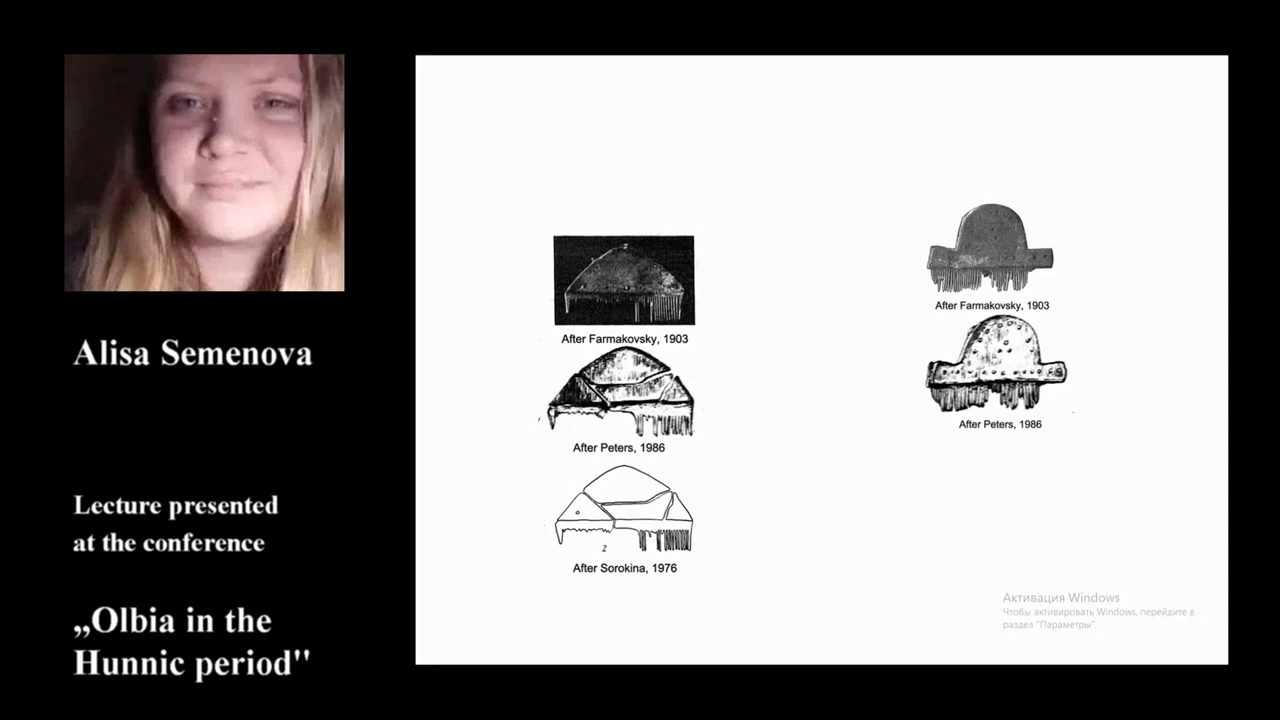 Alisa Semenova
Lecture presented
at the conference
„Olbia in the
Hunnic period"
After Farmakovsky, 1903
After Peters, 1986
2
After Sorokina, 1976
After Farmakovsky, 1903
After Peters, 1986
Активация Windows
Чтобы активировать Windows, перейдите в
раздел "Параметры".